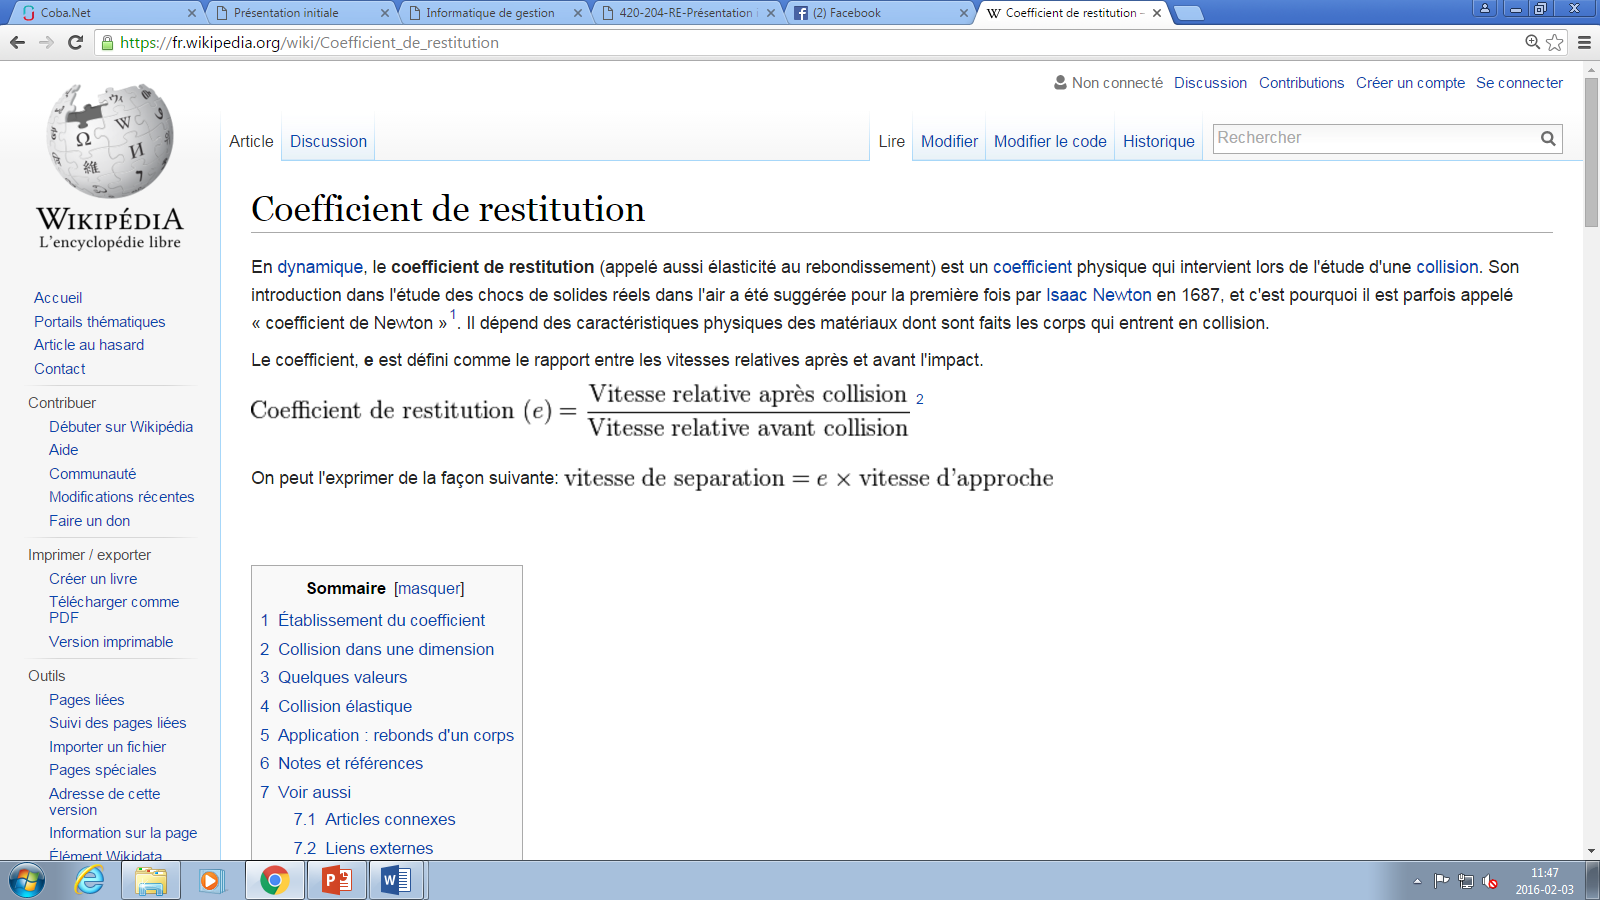 Coba.Net
Présentation initiale
Informatique de gestion
420-204-RE-Présentation i
(2) Facebook
Coefficient de restitution –
https://fr.wikipedia.org/wiki/Coefficient_de_restitution
Non connecté Discussion Contributions Créer un compte Se connecter
Article Discussion Lire Modifier Modifier le code Historique Rechercher
WIKIPÉDIA
L'encyclopédie libre
Accueil
Portails thématiques
Article au hasard
Contact
Contribuer
Débuter sur Wikipédia
Aide
Communauté
Modifications récentes
Faire un don
Imprimer / exporter
Créer un livre
Télécharger comme
PDF
Version imprimable
Outils
Pages liées
Suivi des pages liées
Importer un fichier
Pages spéciales
Adresse de cette
version
Information sur la page
Élément Wikidata
Coefficient de restitution
En dynamique, le coefficient de restitution (appelé aussi élasticité au rebondissement) est un coefficient physique qui intervient lors de l'étude d'une collision. Son
introduction dans l'étude des chocs de solides réels dans l'air a été suggérée pour la première fois par Isaac Newton en 1687, et c'est pourquoi il est parfois appelé
« coefficient de Newton »1. Il dépend des caractéristiques physiques des matériaux dont sont faits les corps qui entrent en collision.
Le coefficient, e est défini comme le rapport entre les vitesses relatives après et avant l'impact.
Coefficient de restitution (e) = Vitesse relative après collision 2
Vitesse relative avant collision
On peut l'exprimer de la façon suivante: vitesse de separation = e × vitesse d'approche
Sommaire [masquer]
1 Établissement du coefficient
2 Collision dans une dimension
3 Quelques valeurs
4 Collision élastique
5 Application : rebonds d'un corps
6 Notes et références
7 Voir aussi
7.1 Articles connexes
7.2 Liens externes
11:47
2016-02-03